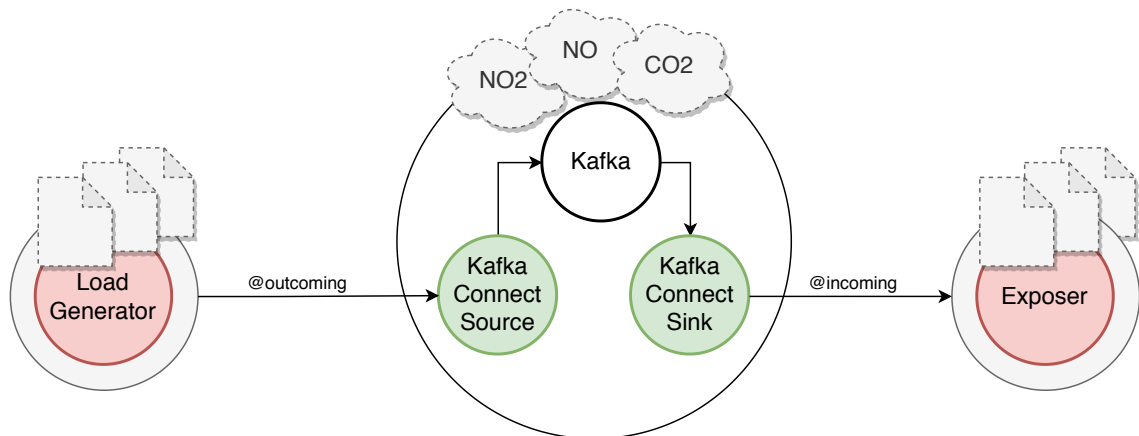 NO2
NO
CO2
Kafka
Load
Generator
@outcoming
Kafka
Connect
Source
Kafka
Connect
Sink
@incoming
Exposer